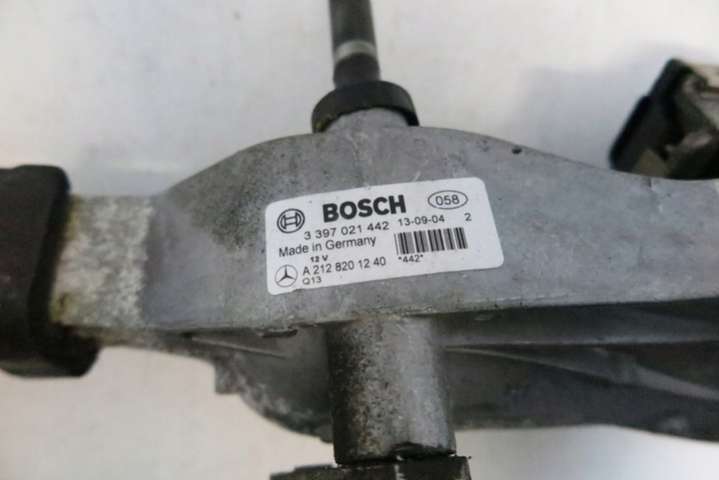 BOSCH 058
3 397 021 442 13-09-04 2
Made in Germany
12 V
A 212 820 12 40 "442"
Q13